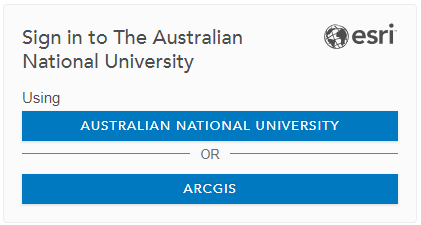 Sign in to The Australian
National University
esri
Using
AUSTRALIAN NATIONAL UNIVERSITY
OR
ARCGIS